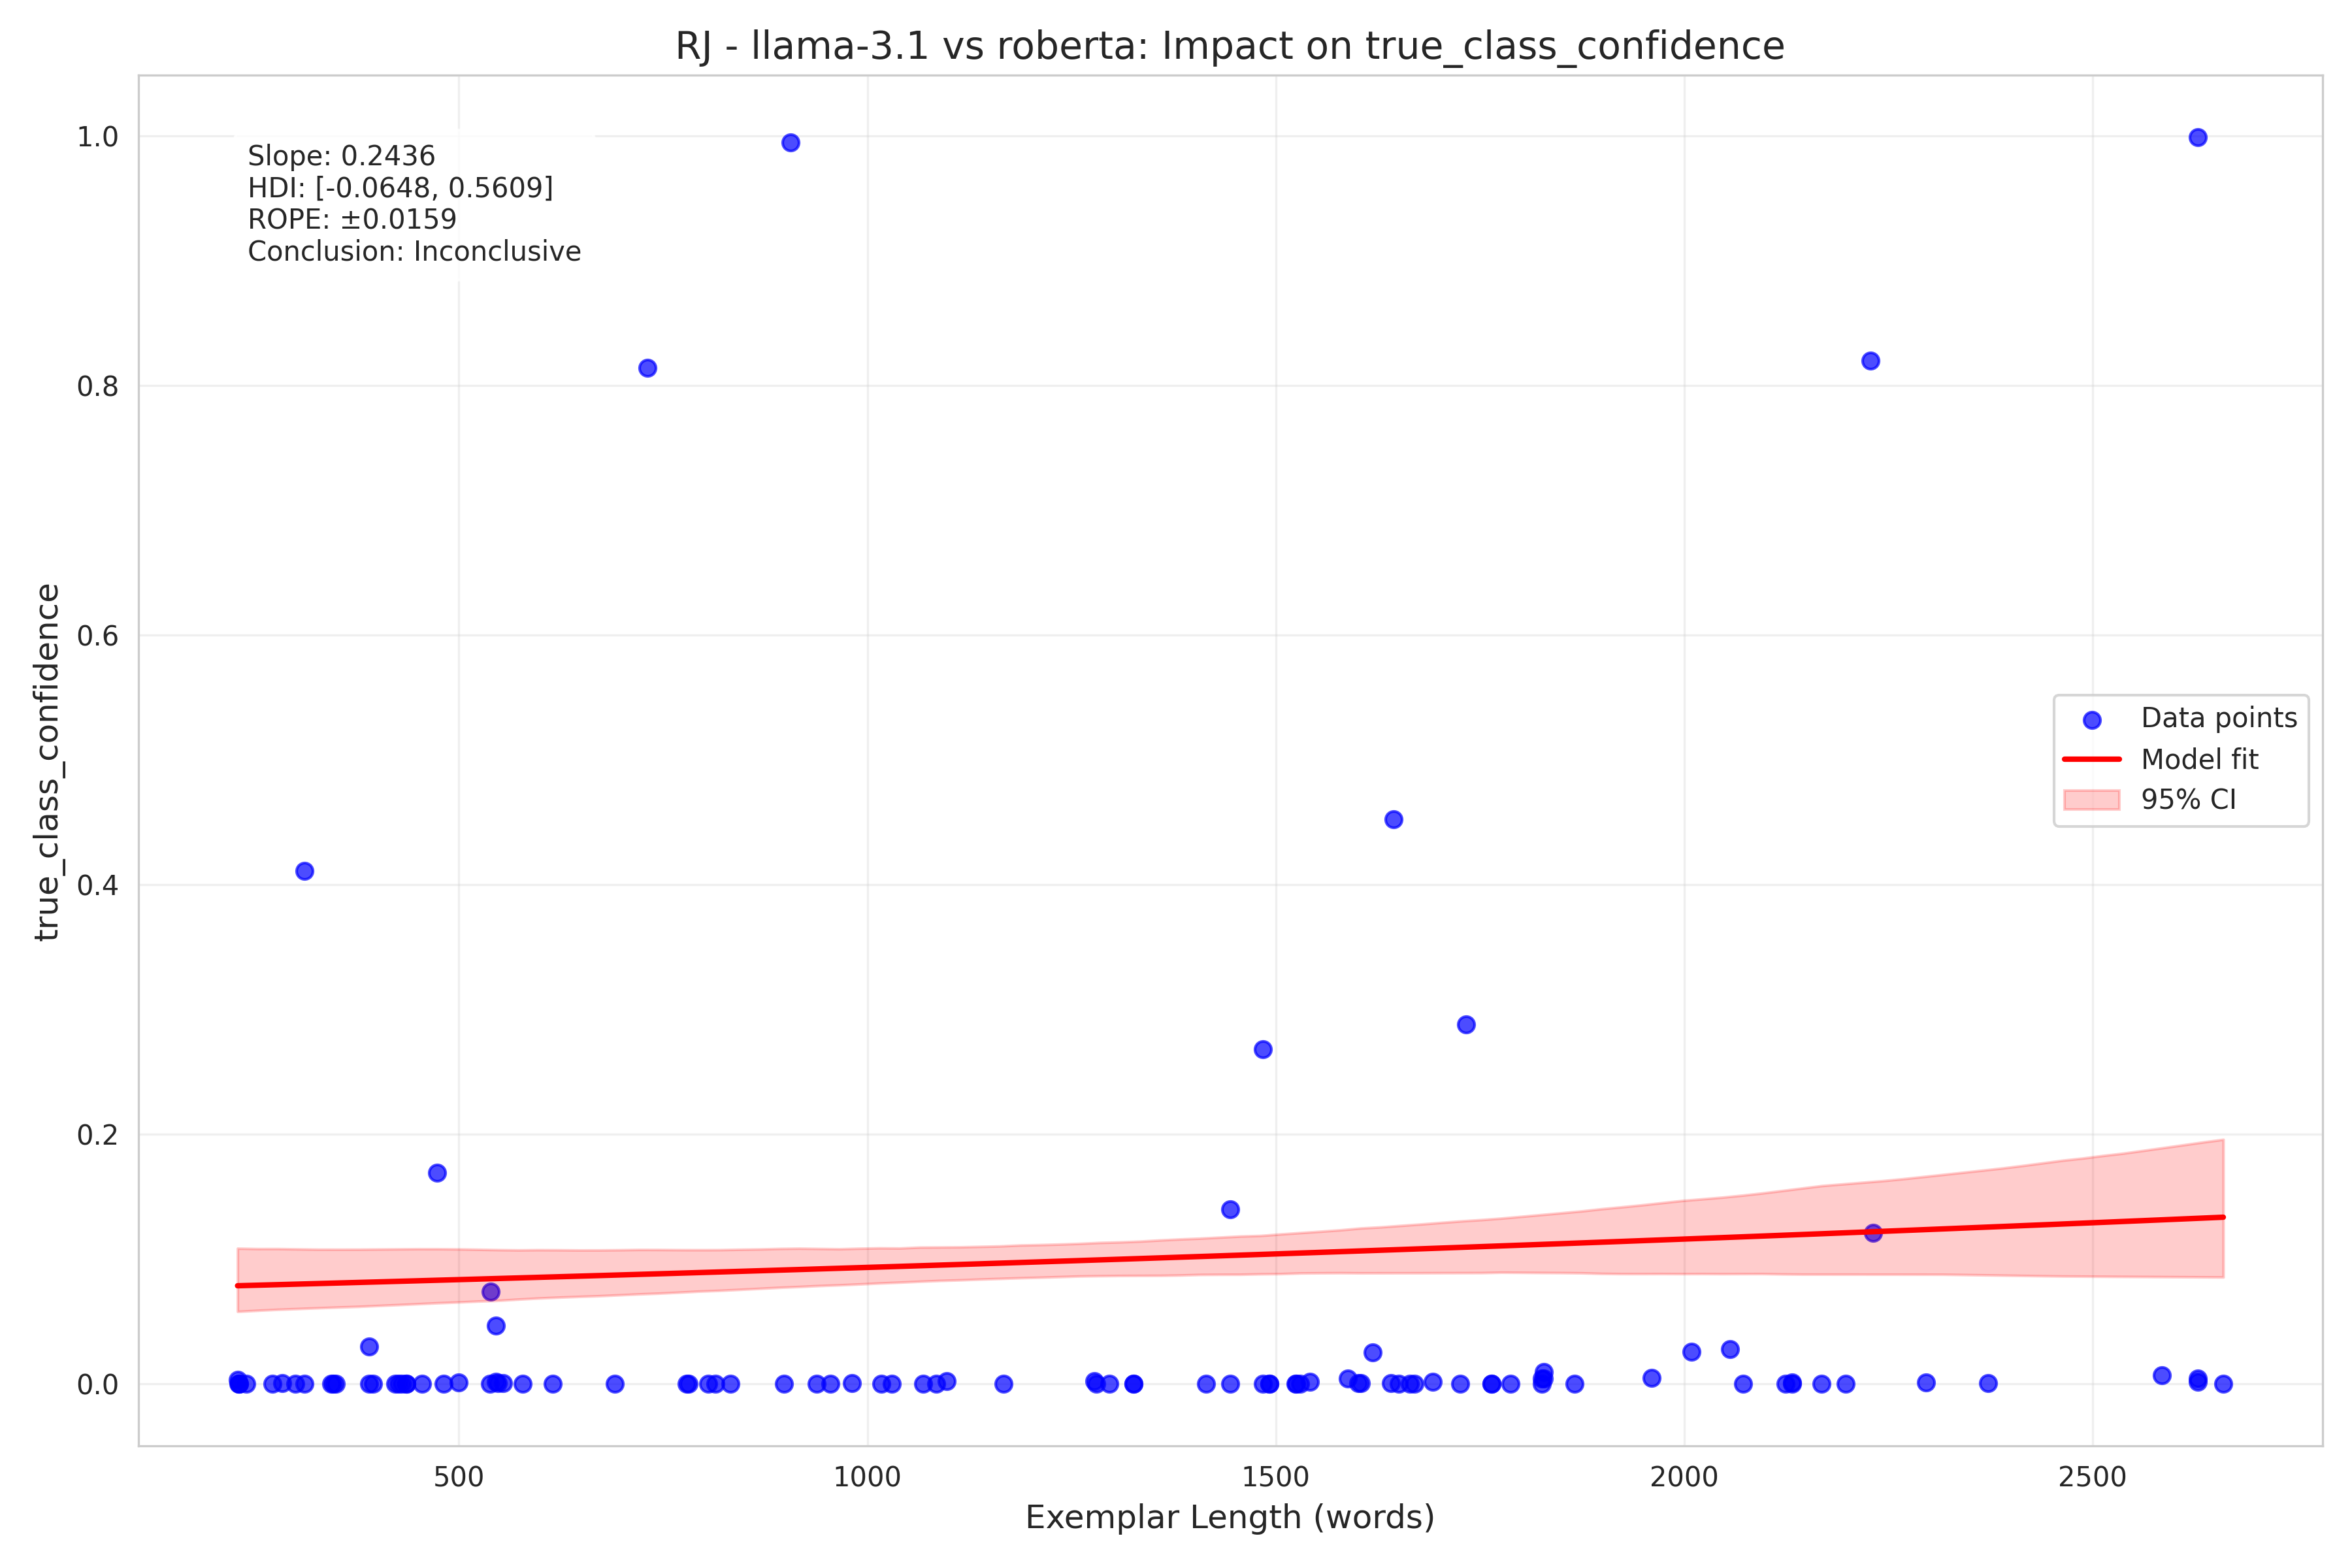 RJ - llama-3.1 vs roberta: Impact on true_class_confidence
1.0
0.8
0.6
0.4
0.2
0.0
true_class_confidence
Slope: 0.2436
HDI: [-0.0648, 0.5609]
ROPE: ±0.0159
Conclusion: Inconclusive
Data points
Model fit
95% CI
500 1000 1500 2000 2500
Exemplar Length (words)